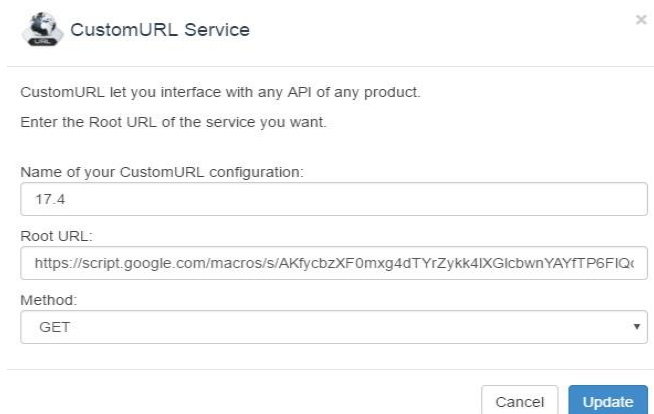 CustomURL Service
×
CustomURL let you interface with any API of any product.
Enter the Root URL of the service you want.
Name of your CustomURL configuration:
17.4
Root URL:
https://script.google.com/macros/s/AKfycbzXF0mxg4dTYrZykk4lXGIcbwnYAYfTP6FIQ
Method:
GET
Cancel
Update